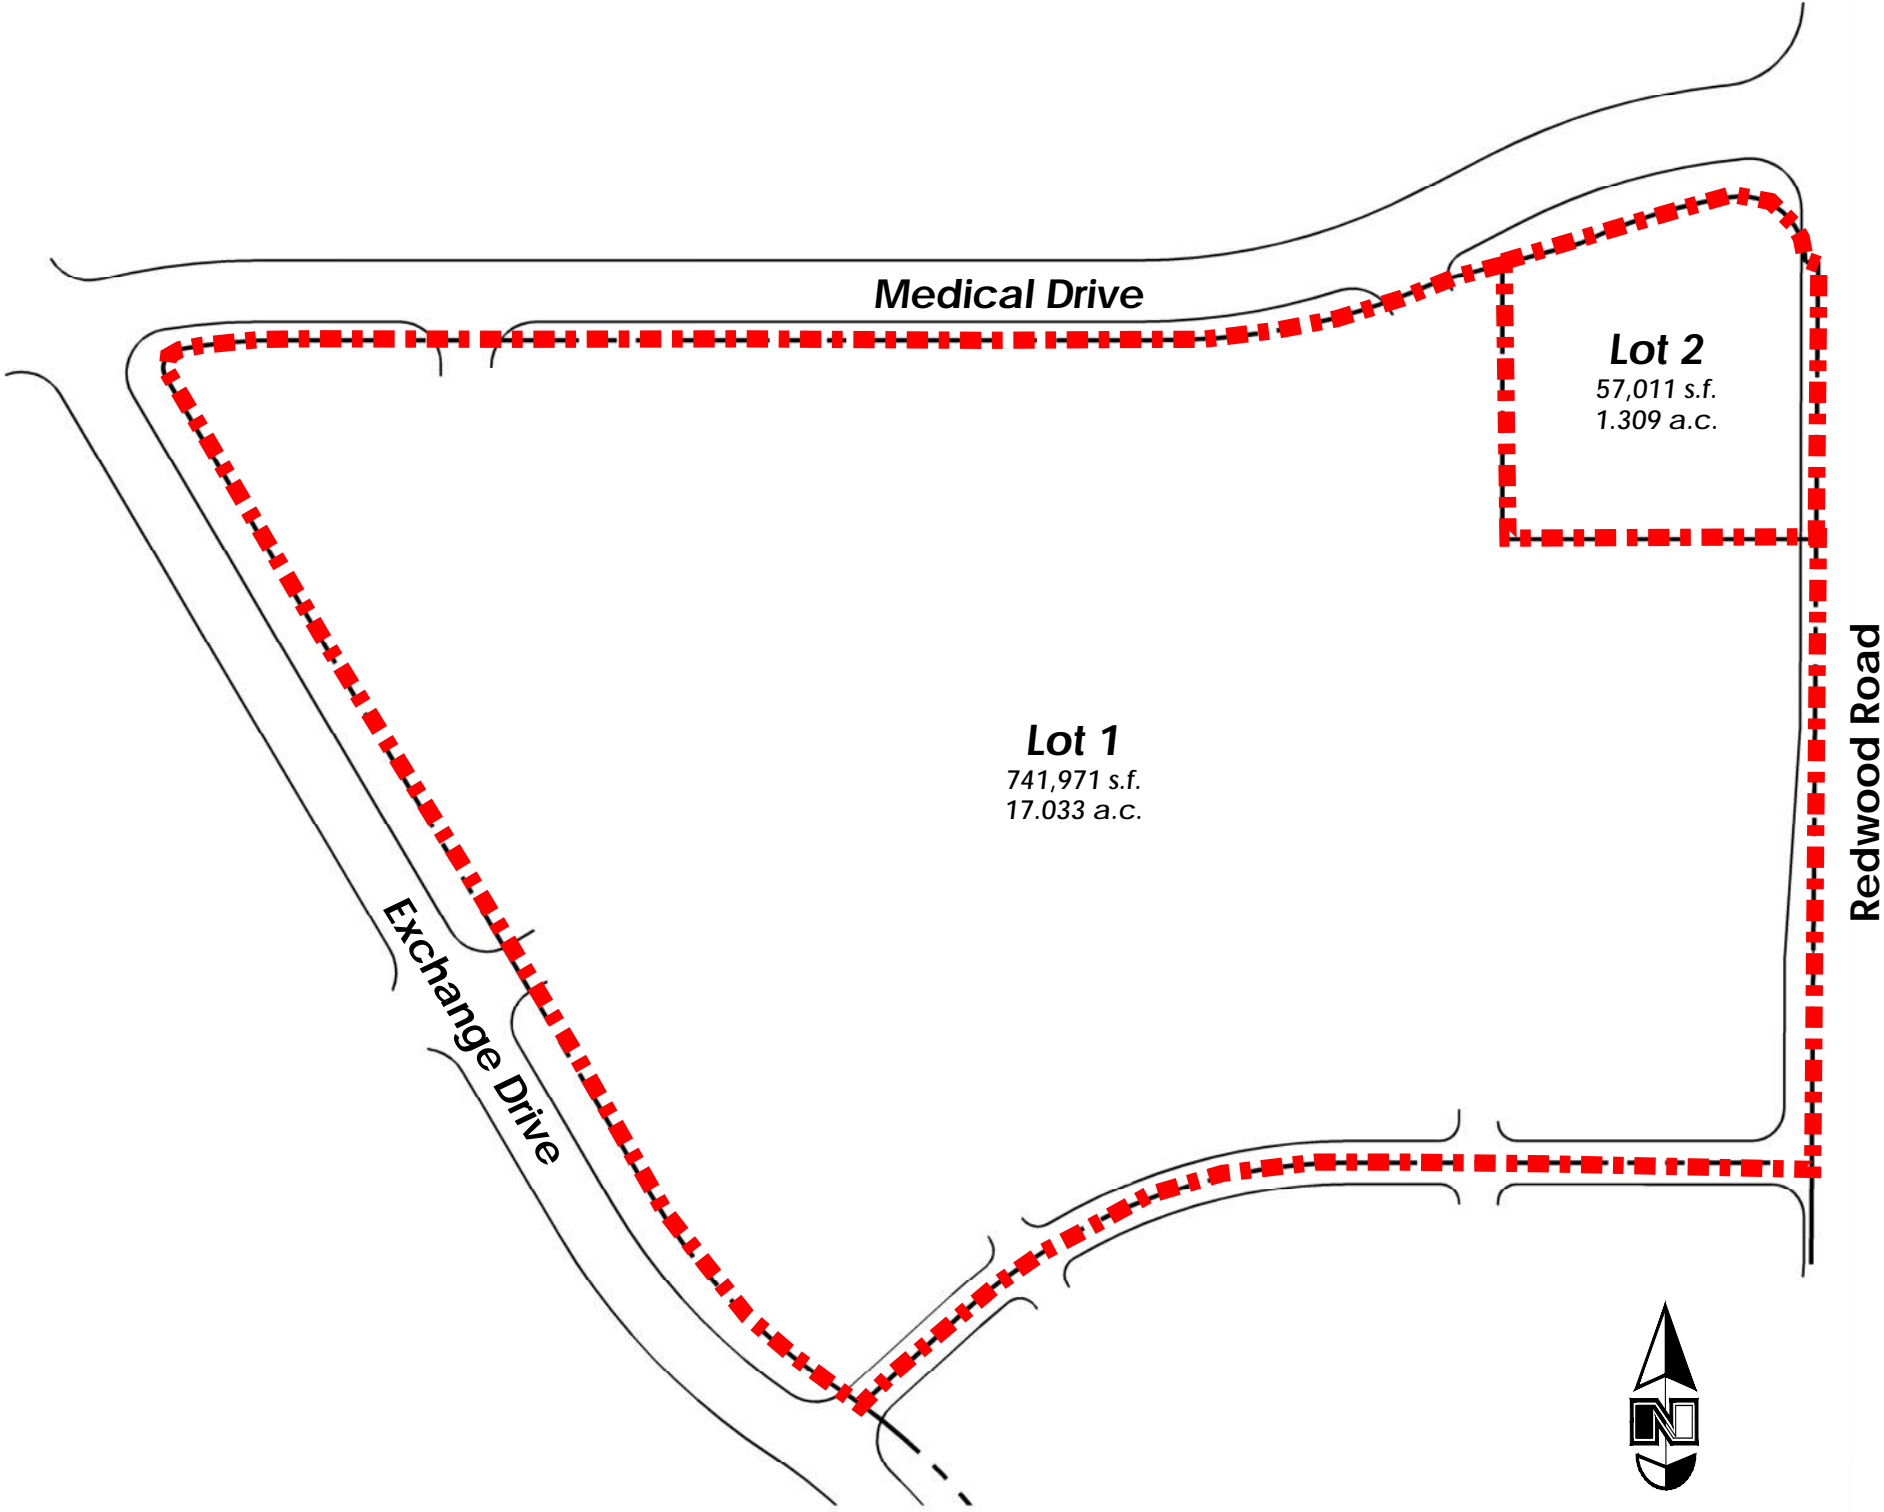 Medical Drive
Lot 2
57,011 s.f.
1.309 a.c.
Redwood Road
Lot 1
741,971 s.f.
17.033 a.c.
Exchange Drive
N